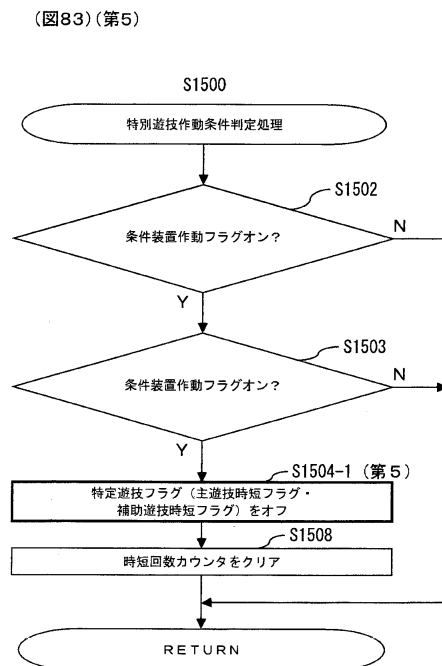 (図83)(第5)
S1500
特別遊技作動条件判定処理
S1502
条件装置作動フラグオン？
N
Y
S1503
条件装置作動フラグオン？
N
Y
S1504-1 (第5)
特定遊技フラグ（主遊技時短フラグ・
補助遊技時短フラグ）をオフ
S1508
時短回数カウンタをクリア
RETURN